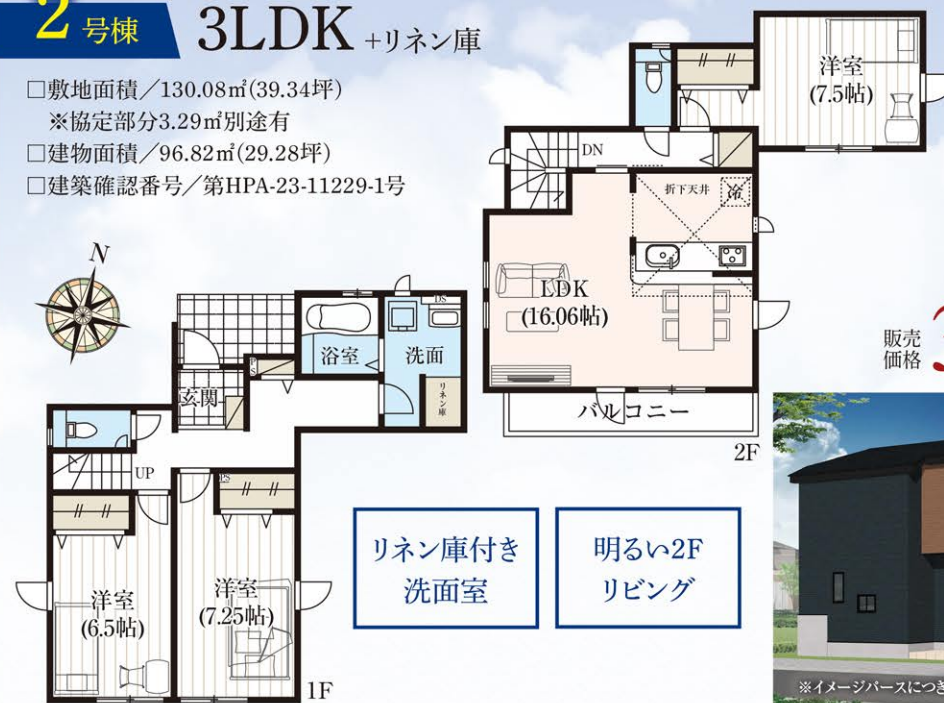 2 号棟
3LDK +リネン庫
□敷地面積／130.08㎡(39.34坪)
※協定部分3.29㎡別途有
□建物面積／96.82㎡(29.28坪)
□建築確認番号／第HPA-23-11229-1号
洋室
(7.5帖)
DN
折下天井
冷
LDK
(16.06帖)
バルコニー
2F
販売
価格
N
DS
浴室
洗面
リネン庫
PS
玄関
UP
PS
洋室
(6.5帖)
洋室
(7.25帖)
1F
リネン庫付き
洗面室
明るい2F
リビング
※イメージパースにつき